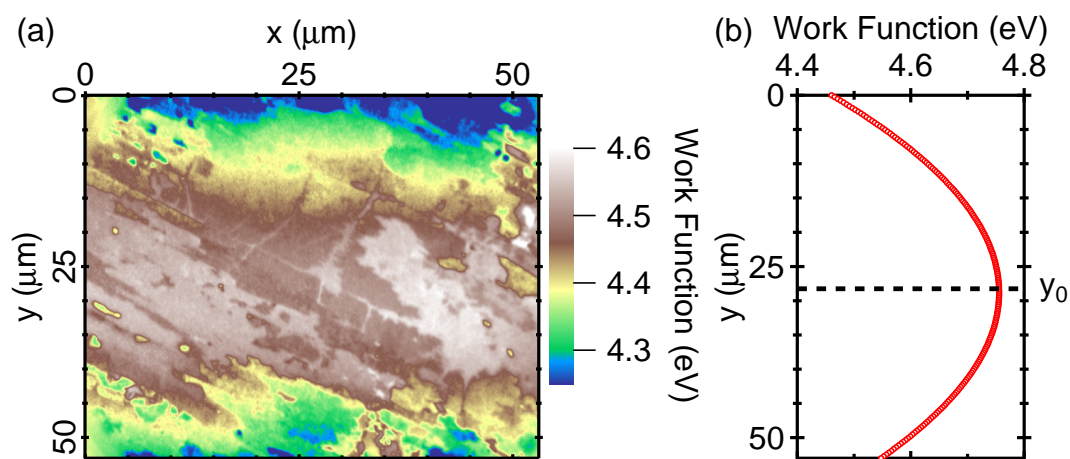 (a)
x (μm)
0 25 50
0
25
50
y (μm)
4.6
4.5
4.4
4.3
Work Function (eV)
(b)
Work Function (eV)
4.4 4.6 4.8
0
25
50
y (μm)
y₀